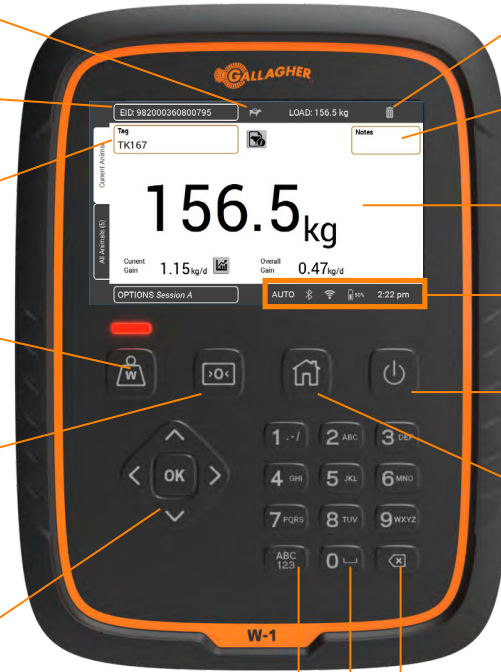 GALLAGHER
EID: 982000360800795
LOAD: 156.5 kg
Tag
TK167
Notes
Current Animal
All Animals (5)
156.5kg
Current Gain 1.15kg/d
Overall Gain 0.47kg/d
OPTIONS Session A
AUTO 90% 2:22 pm
W
>0<
OK
1 .-/
2 ABC
3 DEF
4 GHI
5 JKL
6 MNO
7 PQRS
8 TUV
9 WXYZ
ABC
123
0
W-1